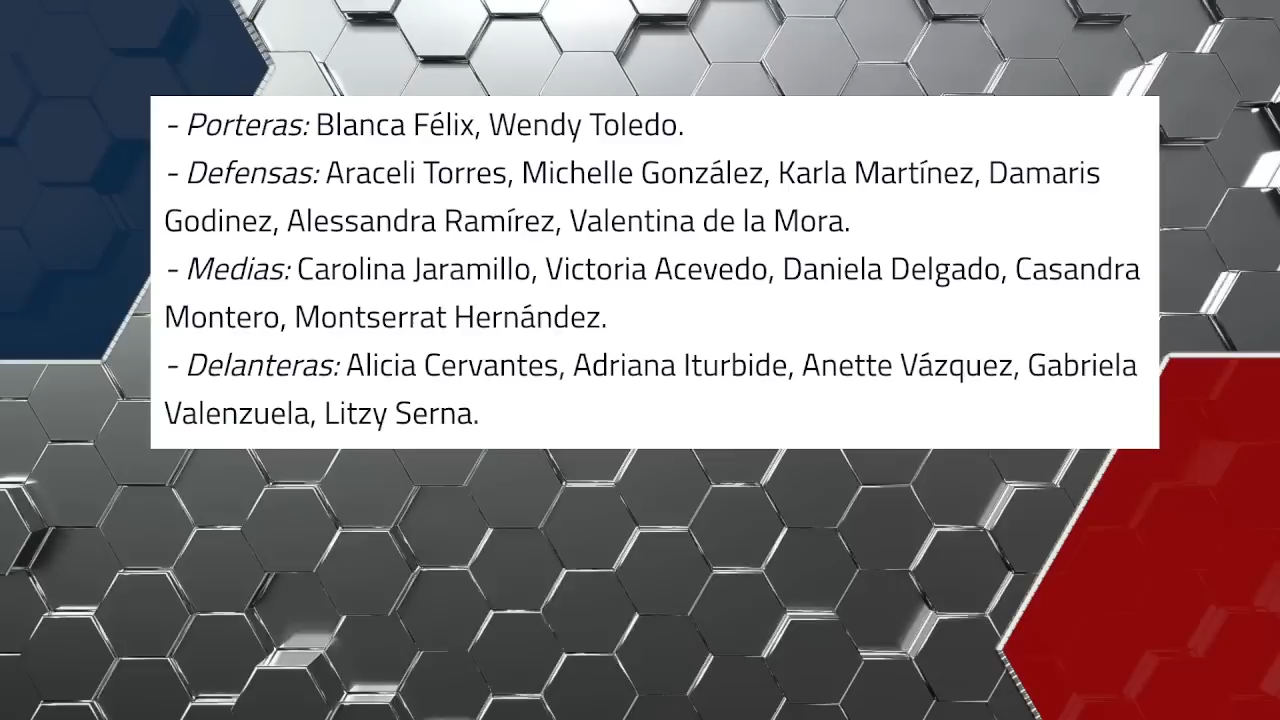 - Porteras: Blanca Félix, Wendy Toledo.
- Defensas: Araceli Torres, Michelle González, Karla Martínez, Damaris
Godinez, Alessandra Ramírez, Valentina de la Mora.
- Medias: Carolina Jaramillo, Victoria Acevedo, Daniela Delgado, Casandra
Montero, Montserrat Hernández.
- Delanteras: Alicia Cervantes, Adriana Iturbide, Anette Vázquez, Gabriela
Valenzuela, Litzy Serna.